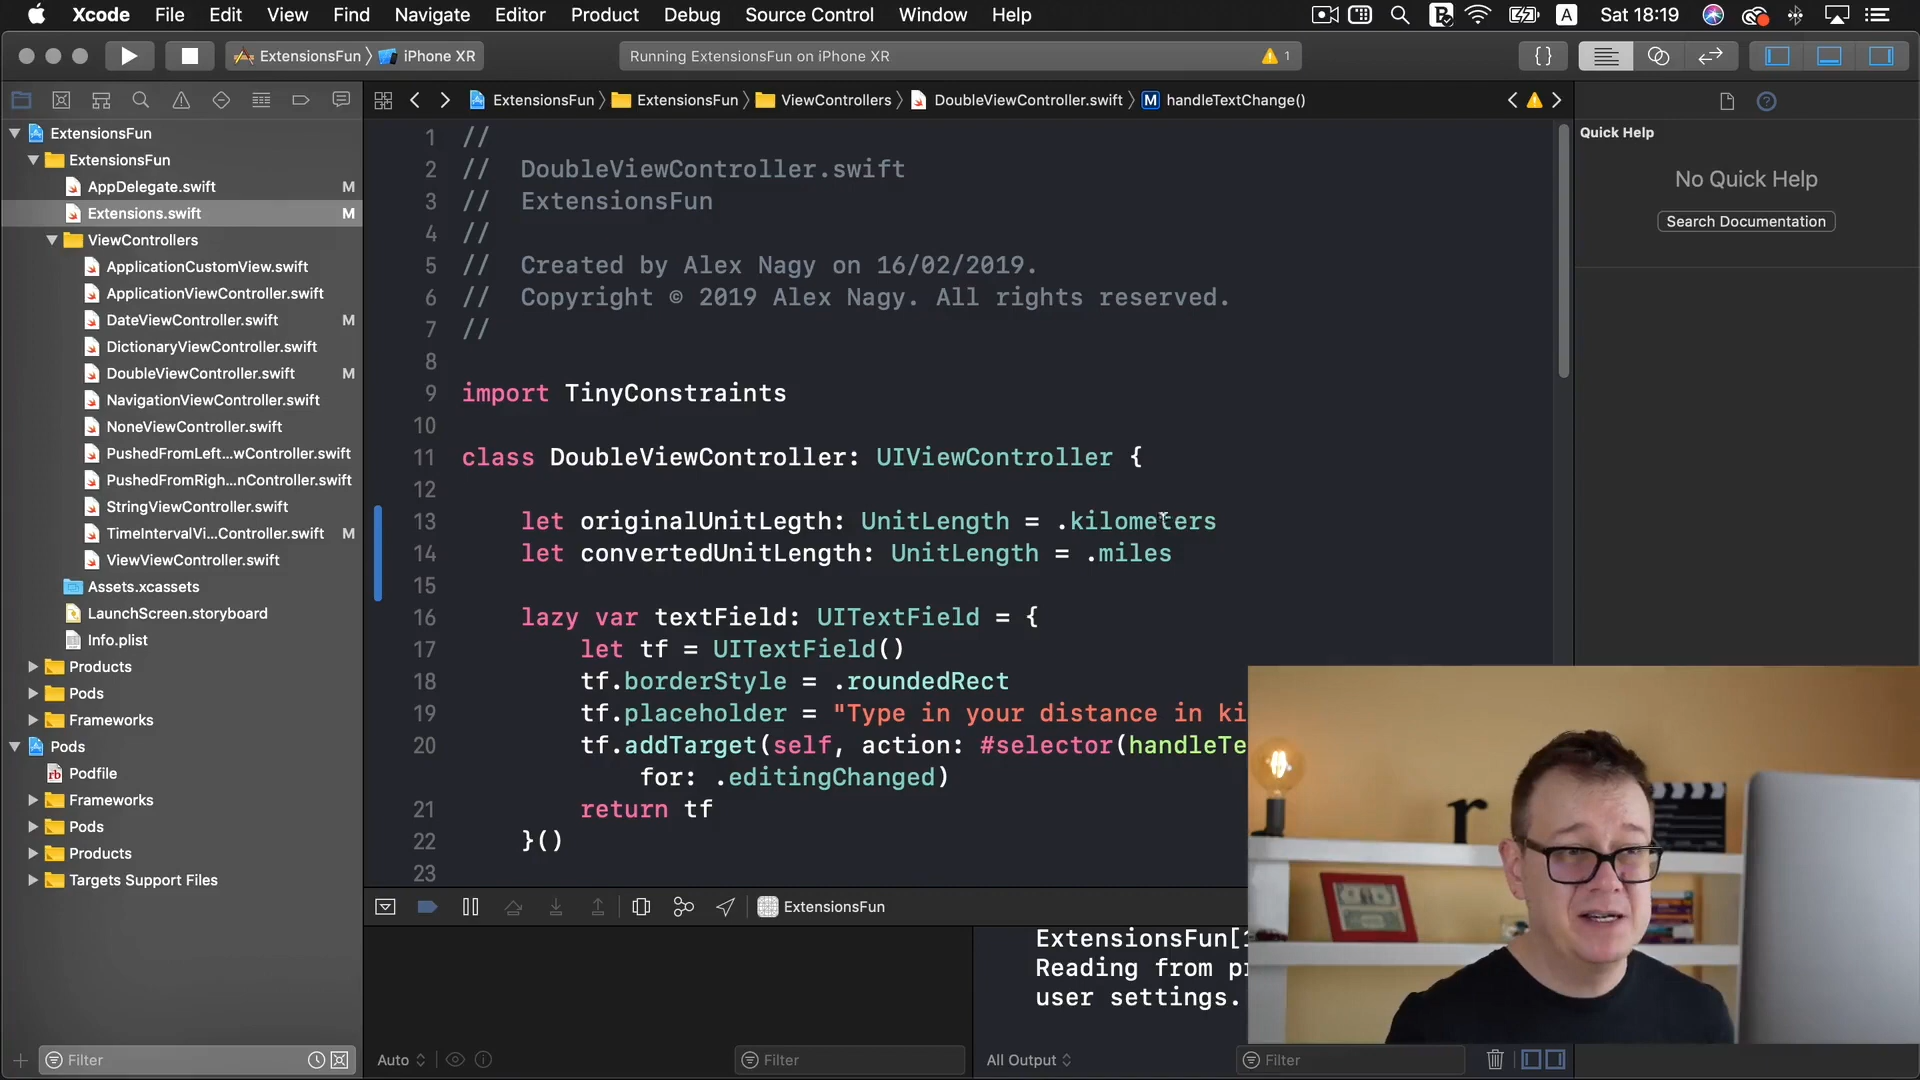 Xcode File Edit View Find Navigate Editor Product Debug Source Control Window Help A Sat 18:19
ExtensionsFun iPhone XR Running ExtensionsFun on iPhone XR 1 {}
ExtensionsFun ExtensionsFun ViewControllers DoubleViewController.swift M handleTextChange()
ExtensionsFun
ExtensionsFun
AppDelegate.swift M
Extensions.swift M
ViewControllers
ApplicationCustomView.swift
ApplicationViewController.swift
DateViewController.swift M
DictionaryViewController.swift
DoubleViewController.swift M
NavigationViewController.swift
NoneViewController.swift
PushedFromLeft...wController.swift
PushedFromRigh...nController.swift
StringViewController.swift
TimeIntervalVi...Controller.swift M
ViewViewController.swift
Assets.xcassets
LaunchScreen.storyboard
Info.plist
Products
Pods
Frameworks
Pods
rb Podfile
Frameworks
Pods
Products
Targets Support Files
Filter
1 //
2 // DoubleViewController.swift
3 // ExtensionsFun
4 //
5 // Created by Alex Nagy on 16/02/2019.
6 // Copyright © 2019 Alex Nagy. All rights reserved.
7 //
8
9 import TinyConstraints
10
11 class DoubleViewController: UIViewController {
12
13 let originalUnitLegth: UnitLength = .kilometers
14 let convertedUnitLength: UnitLength = .miles
15
16 lazy var textField: UITextField = {
17 let tf = UITextField()
18 tf.borderStyle = .roundedRect
19 tf.placeholder = "Type in your distance in ki
20 tf.addTarget(self, action: #selector(handleTe
for: .editingChanged)
21 return tf
22 }()
23
ExtensionsFun
ExtensionsFun[
Reading from pr
user settings.
Auto Filter
All Output Filter
Quick Help
No Quick Help
Search Documentation